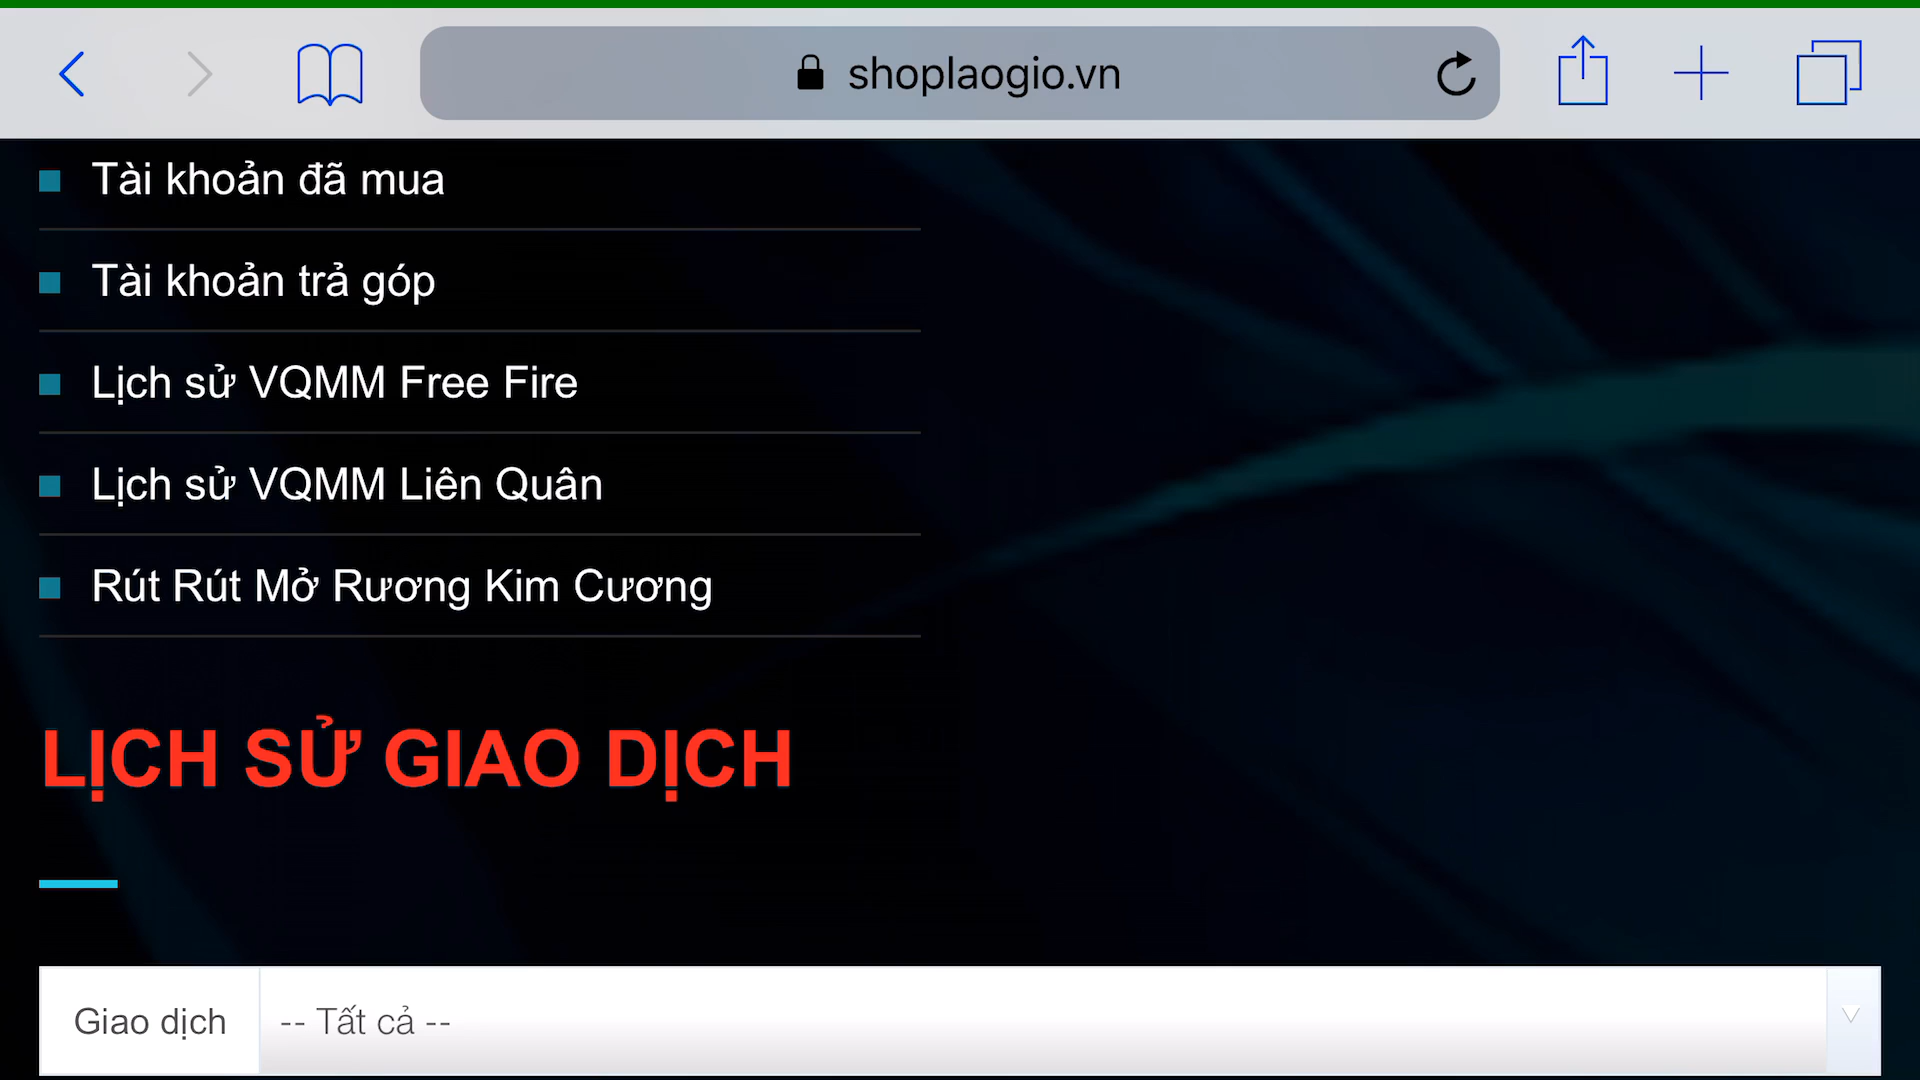 shoplaogio.vn
Tài khoản đã mua
Tài khoản trả góp
Lịch sử VQMM Free Fire
Lịch sử VQMM Liên Quân
Rút Rút Mở Rương Kim Cương
LỊCH SỬ GIAO DỊCH
Giao dịch -- Tất cả --